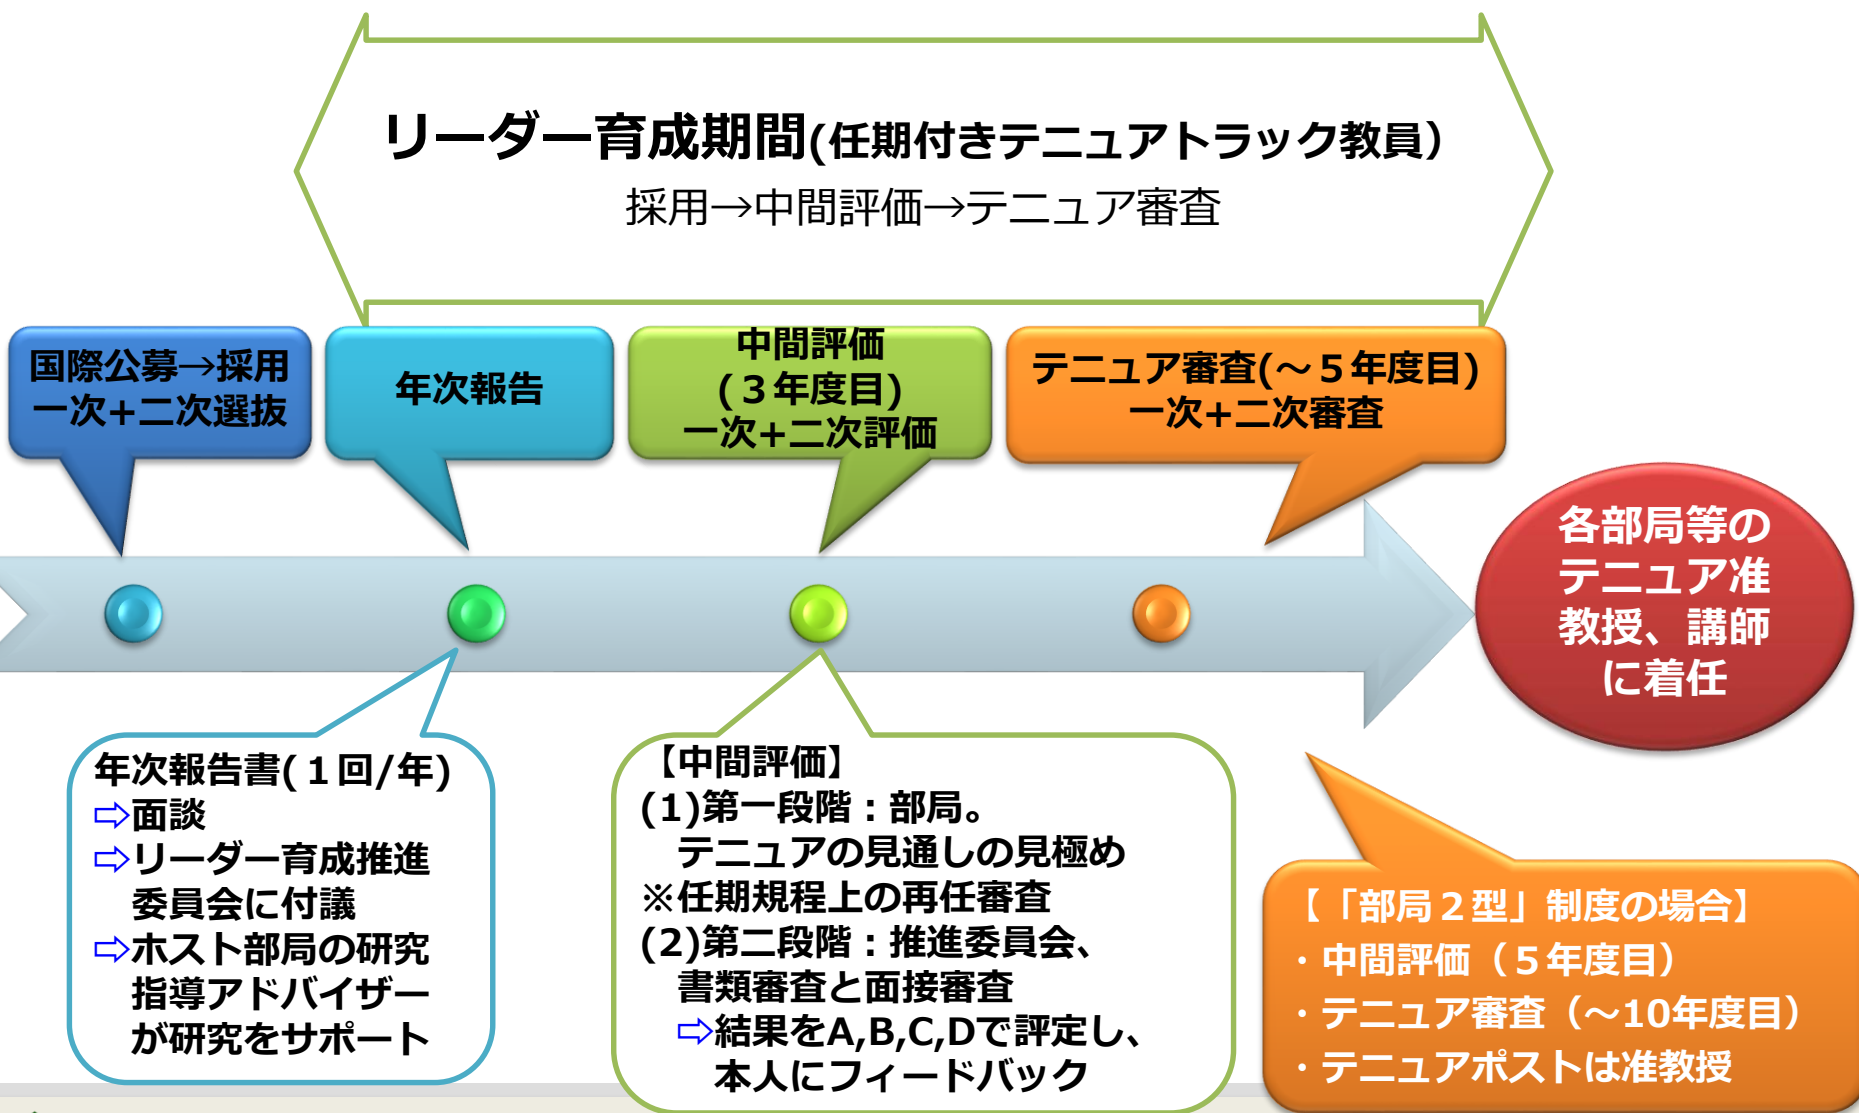 リーダー育成期間(任期付きテニュアトラック教員）
採用→中間評価→テニュア審査
国際公募→採用
一次+二次選抜
年次報告
中間評価
(３年度目)
一次+二次評価
テニュア審査(～５年度目)
一次+二次審査
各部局等の
テニュア准
教授、講師
に着任
年次報告書(１回/年)
⇨面談
⇨リーダー育成推進
委員会に付議
⇨ホスト部局の研究
指導アドバイザー
が研究をサポート
【中間評価】
(1)第一段階：部局。
テニュアの見通しの見極め
※任期規程上の再任審査
(2)第二段階：推進委員会、
書類審査と面接審査
⇨結果をA,B,C,Dで評定し、
本人にフィードバック
【「部局２型」制度の場合】
・中間評価（５年度目）
・テニュア審査（～10年度目）
・テニュアポストは准教授